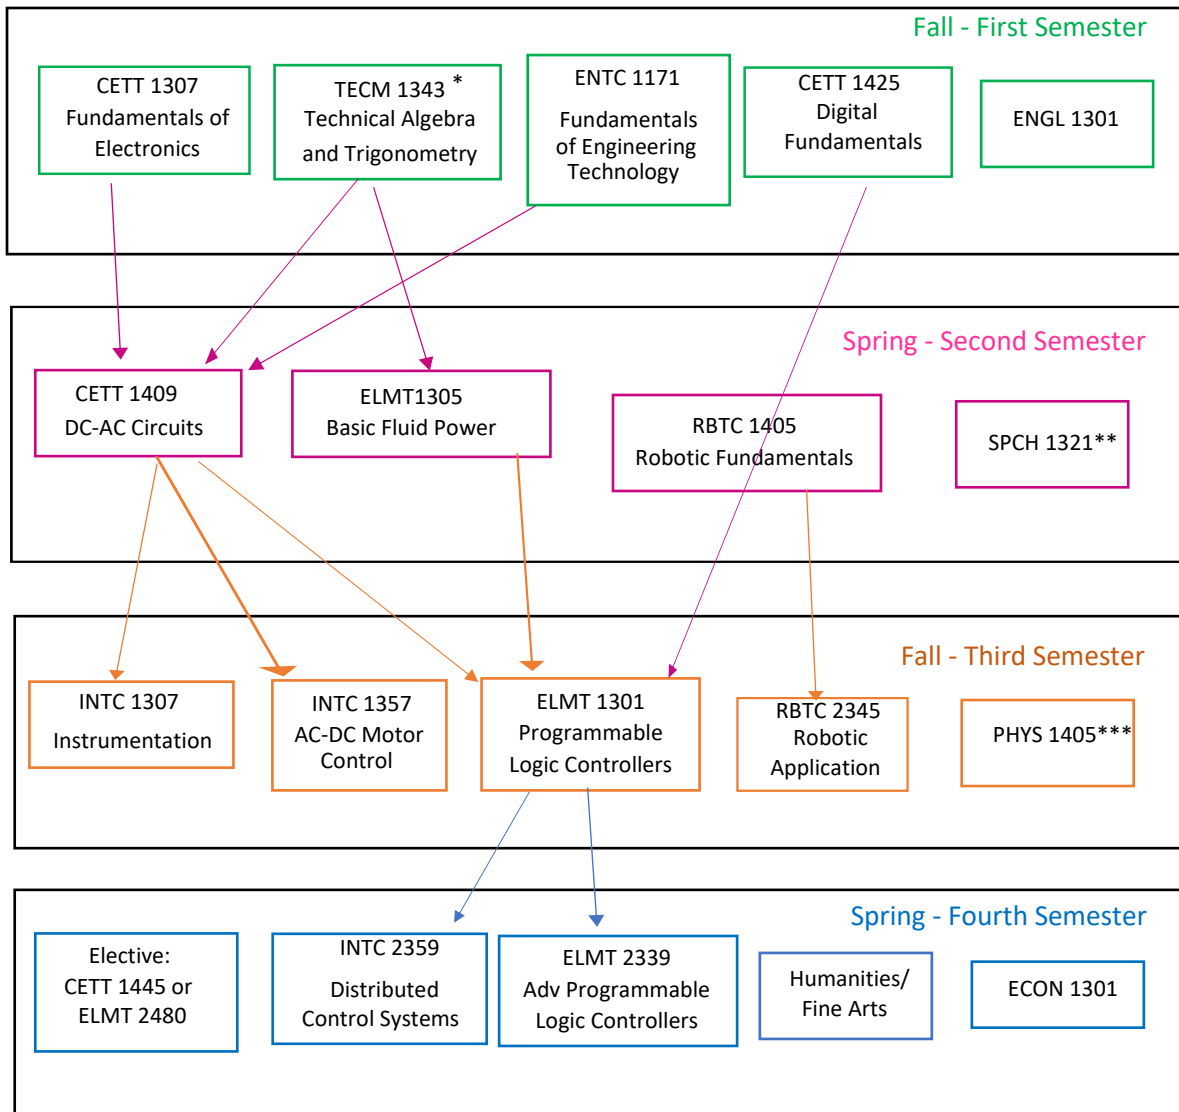 Fall - First Semester
CETT 1307
Fundamentals of
Electronics
TECM 1343 *
Technical Algebra
and Trigonometry
ENTC 1171
Fundamentals
of Engineering
Technology
CETT 1425
Digital
Fundamentals
ENGL 1301
Spring - Second Semester
CETT 1409
DC-AC Circuits
ELMT1305
Basic Fluid Power
RBTC 1405
Robotic Fundamentals
SPCH 1321**
Fall - Third Semester
INTC 1307
Instrumentation
INTC 1357
AC-DC Motor
Control
ELMT 1301
Programmable
Logic Controllers
RBTC 2345
Robotic
Application
PHYS 1405***
Spring - Fourth Semester
Elective:
CETT 1445 or
ELMT 2480
INTC 2359
Distributed
Control Systems
ELMT 2339
Adv Programmable
Logic Controllers
Humanities/
Fine Arts
ECON 1301